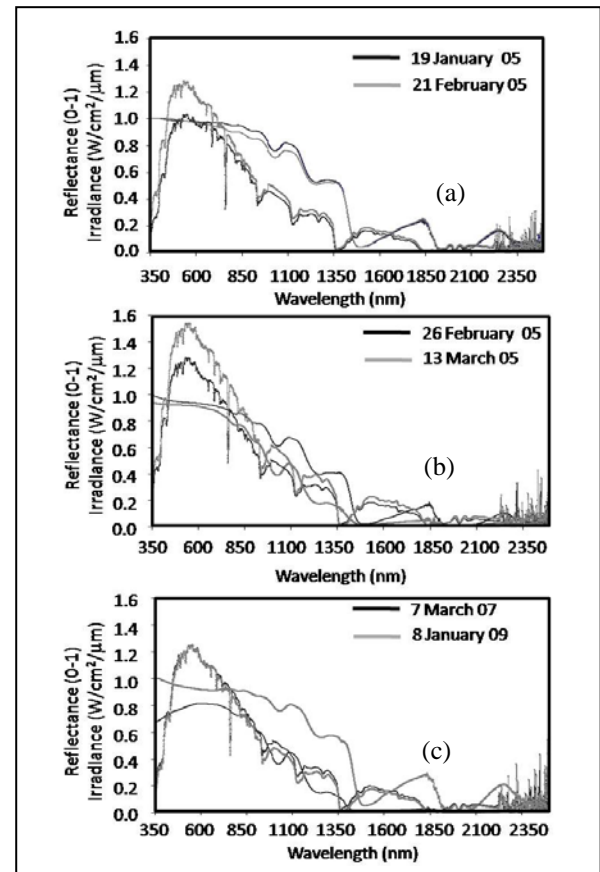 Reflectance (0-1)
Irradiance (W/cm²/µm)
1.6
1.4
1.2
1.0
0.8
0.6
0.4
0.2
0.0
19 January 05
21 February 05
(a)
350 600 850 1100 1350 1600 1850 2100 2350
Wavelength (nm)
Reflectance (0-1)
Irradiance (W/cm²/µm)
1.6
1.4
1.2
1.0
0.8
0.6
0.4
0.2
0.0
26 February 05
13 March 05
(b)
350 600 850 1100 1350 1600 1850 2100 2350
Wavelength (nm)
Reflectance (0-1)
Irradiance (W/cm²/µm)
1.6
1.4
1.2
1.0
0.8
0.6
0.4
0.2
0.0
7 March 07
8 January 09
(c)
350 600 850 1100 1350 1600 1850 2100 2350
Wavelength (nm)